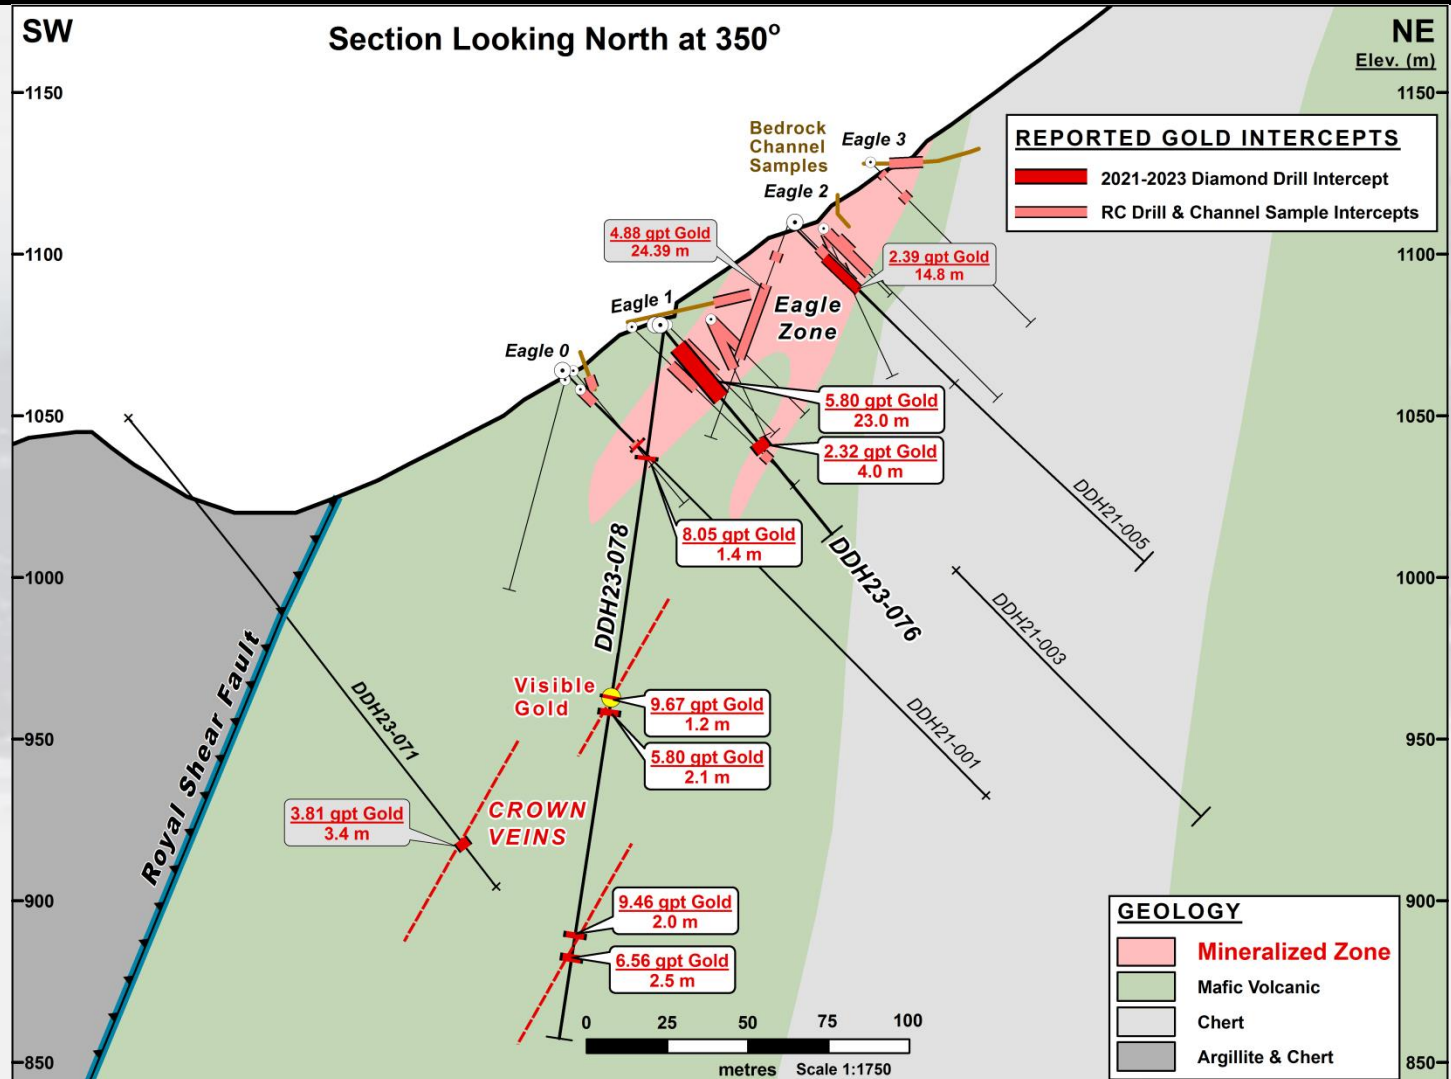 SW
Section Looking North at 350°
NE
Elev. (m)
1150
1150
1100
1100
1050
1050
1000
1000
950
950
900
900
850
850
REPORTED GOLD INTERCEPTS
2021-2023 Diamond Drill Intercept
RC Drill & Channel Sample Intercepts
Bedrock
Channel
Samples
Eagle 3
Eagle 2
Eagle 1
Eagle 0
4.88 gpt Gold
24.39 m
2.39 gpt Gold
14.8 m
Eagle
Zone
5.80 gpt Gold
23.0 m
2.32 gpt Gold
4.0 m
8.05 gpt Gold
1.4 m
DDH21-005
DDH23-076
DDH23-078
DDH21-003
DDH21-001
DDH23-071
Royal Shear Fault
Visible
Gold
9.67 gpt Gold
1.2 m
5.80 gpt Gold
2.1 m
CROWN
VEINS
3.81 gpt Gold
3.4 m
9.46 gpt Gold
2.0 m
6.56 gpt Gold
2.5 m
0 25 50 75 100
metres Scale 1:1750
GEOLOGY
Mineralized Zone
Mafic Volcanic
Chert
Argillite & Chert